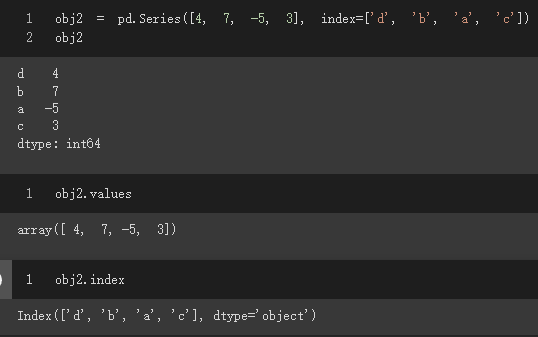 1 obj2 = pd.Series([4, 7, -5, 3], index=['d', 'b', 'a', 'c'])
2 obj2
d 4
b 7
a -5
c 3
dtype: int64
1 obj2.values
array([ 4, 7, -5, 3])
1 obj2.index
Index(['d', 'b', 'a', 'c'], dtype='object')